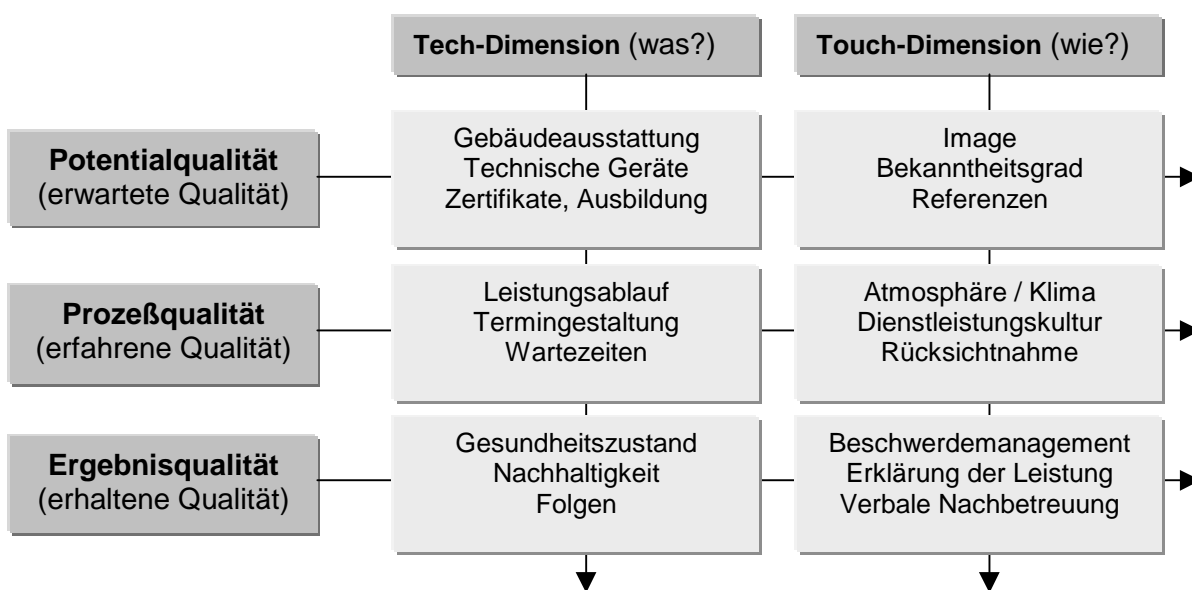 Tech-Dimension (was?)
Touch-Dimension (wie?)
Potentialqualität
(erwartete Qualität)
Gebäudeausstattung
Technische Geräte
Zertifikate, Ausbildung
Image
Bekanntheitsgrad
Referenzen
Prozeßqualität
(erfahrene Qualität)
Leistungsablauf
Termingestaltung
Wartezeiten
Atmosphäre / Klima
Dienstleistungskultur
Rücksichtnahme
Ergebnisqualität
(erhaltene Qualität)
Gesundheitszustand
Nachhaltigkeit
Folgen
Beschwerdemanagement
Erklärung der Leistung
Verbale Nachbetreuung